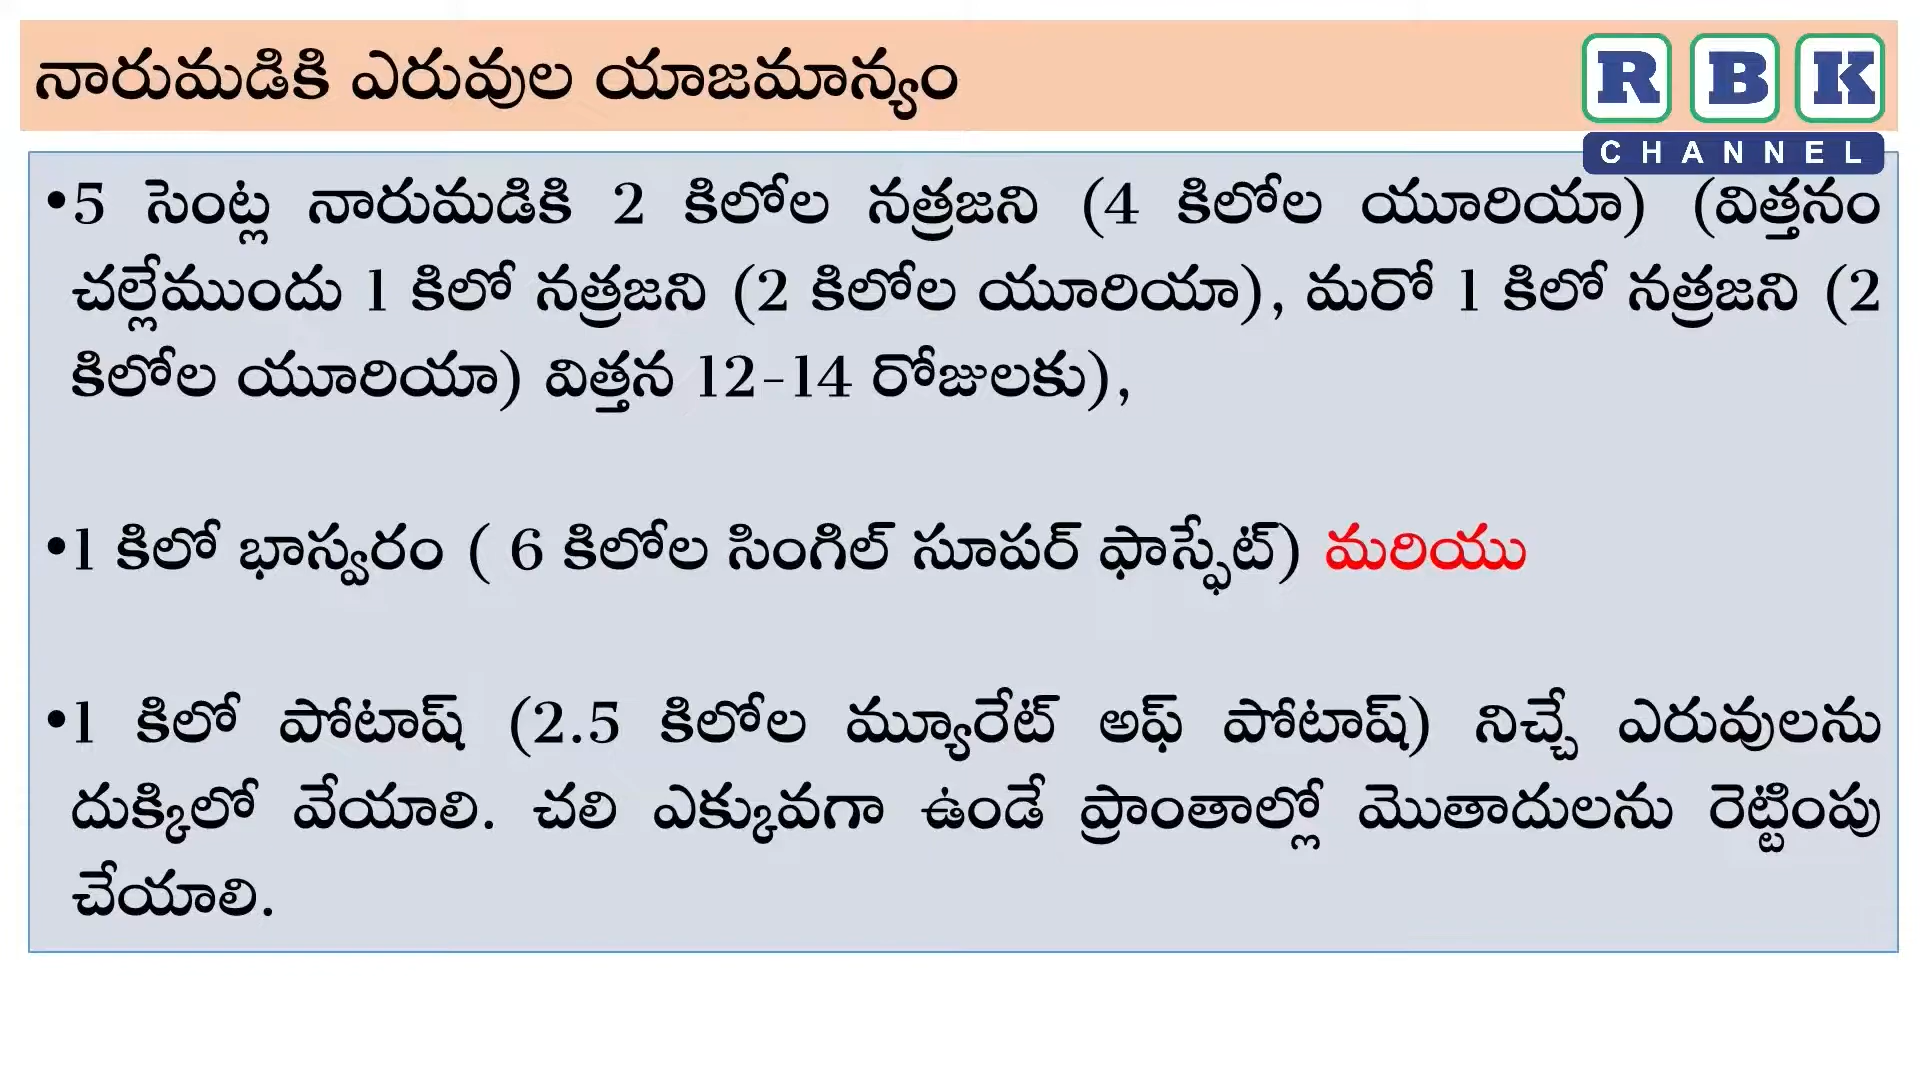 నారుమడికి ఎరువుల యాజమాన్యం
R B K
CHANNEL
•5 సెంట్ల నారుమడికి 2 కిలోల నత్రజని (4 కిలోల యూరియా) (విత్తనం
చల్లేముందు 1 కిలో నత్రజని (2 కిలోల యూరియా), మరో 1 కిలో నత్రజని (2
కిలోల యూరియా) విత్తన 12-14 రోజులకు),
•1 కిలో భాస్వరం ( 6 కిలోల సింగిల్ సూపర్ ఫాస్ఫేట్) మరియు
•1 కిలో పోటాష్ (2.5 కిలోల మ్యూరేట్ అఫ్ పోటాష్) నిచ్చే ఎరువులను
దుక్కిలో వేయాలి. చలి ఎక్కువగా ఉండే ప్రాంతాల్లో మొతాదులను రెట్టింపు
చేయాలి.